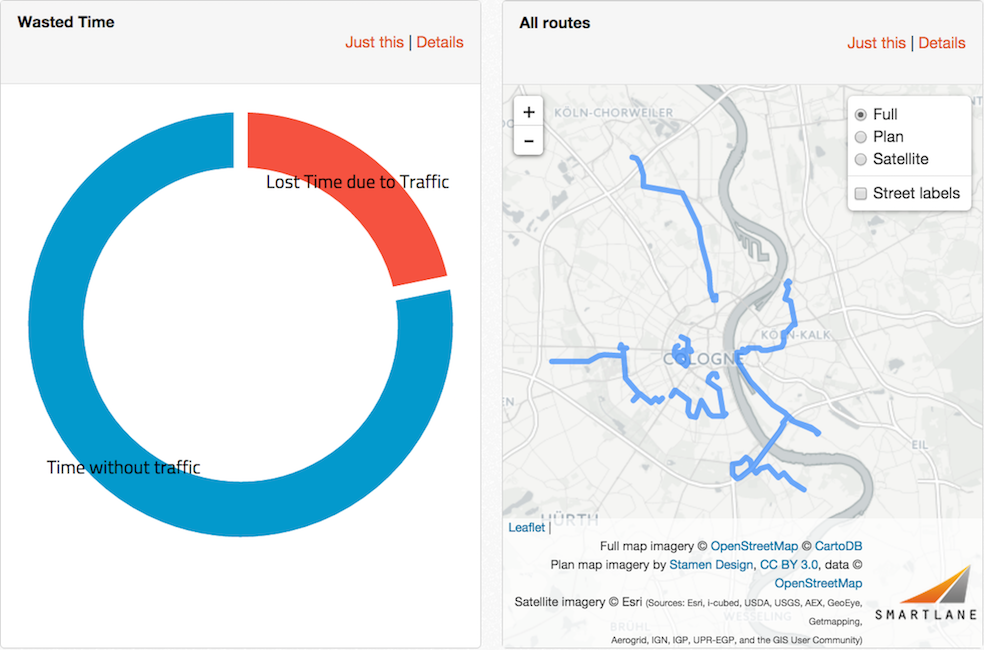 Wasted Time
Just this | Details
Lost Time due to Traffic
Time without traffic
All routes
Just this | Details
+
−
Full
Plan
Satellite
Street labels
KÖLN-CHORWEILER
KÖLN-KALK
COLOGNE
EIL
HÜRTH
WESSELING
BRÜHL
Leaflet |
Full map imagery © OpenStreetMap © CartoDB
Plan map imagery by Stamen Design, CC BY 3.0, data ©
OpenStreetMap
Satellite imagery © Esri (Sources: Esri, i-cubed, USDA, USGS, AEX, GeoEye,
Getmapping,
Aerogrid, IGN, IGP, UPR-EGP, and the GIS User Community)
SMARTLANE